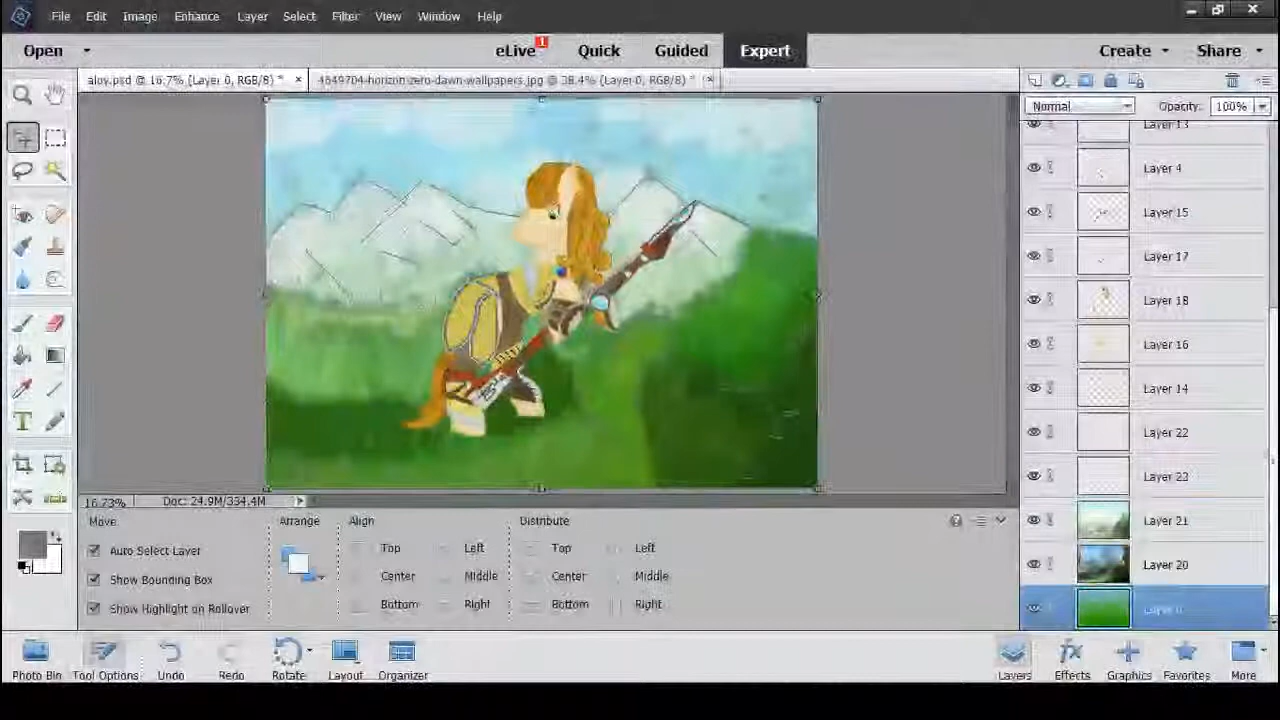 File Edit Image Enhance Layer Select Filter View Window Help
Open eLive 1 Quick Guided Expert Create Share
aloy.psd @ 16.7% (Layer 0, RGB/8) * × 4649704-horizon-zero-dawn-wallpapers.jpg @ 38.4% (Layer 0, RGB/8) * ×
Normal Opacity: 100%
Layer 13
Layer 4
Layer 15
Layer 17
Layer 18
Layer 16
Layer 14
Layer 22
Layer 23
Layer 21
Layer 20
Layer 0
16.73% Doc: 24.9M/334.4M
Move Arrange Align Distribute
Auto Select Layer Top Left Top Left
Show Bounding Box Center Middle Center Middle
Show Highlight on Rollover Bottom Right Bottom Right
T
Photo Bin Tool Options Undo Redo Rotate Layout Organizer Layers Effects Graphics Favorites More